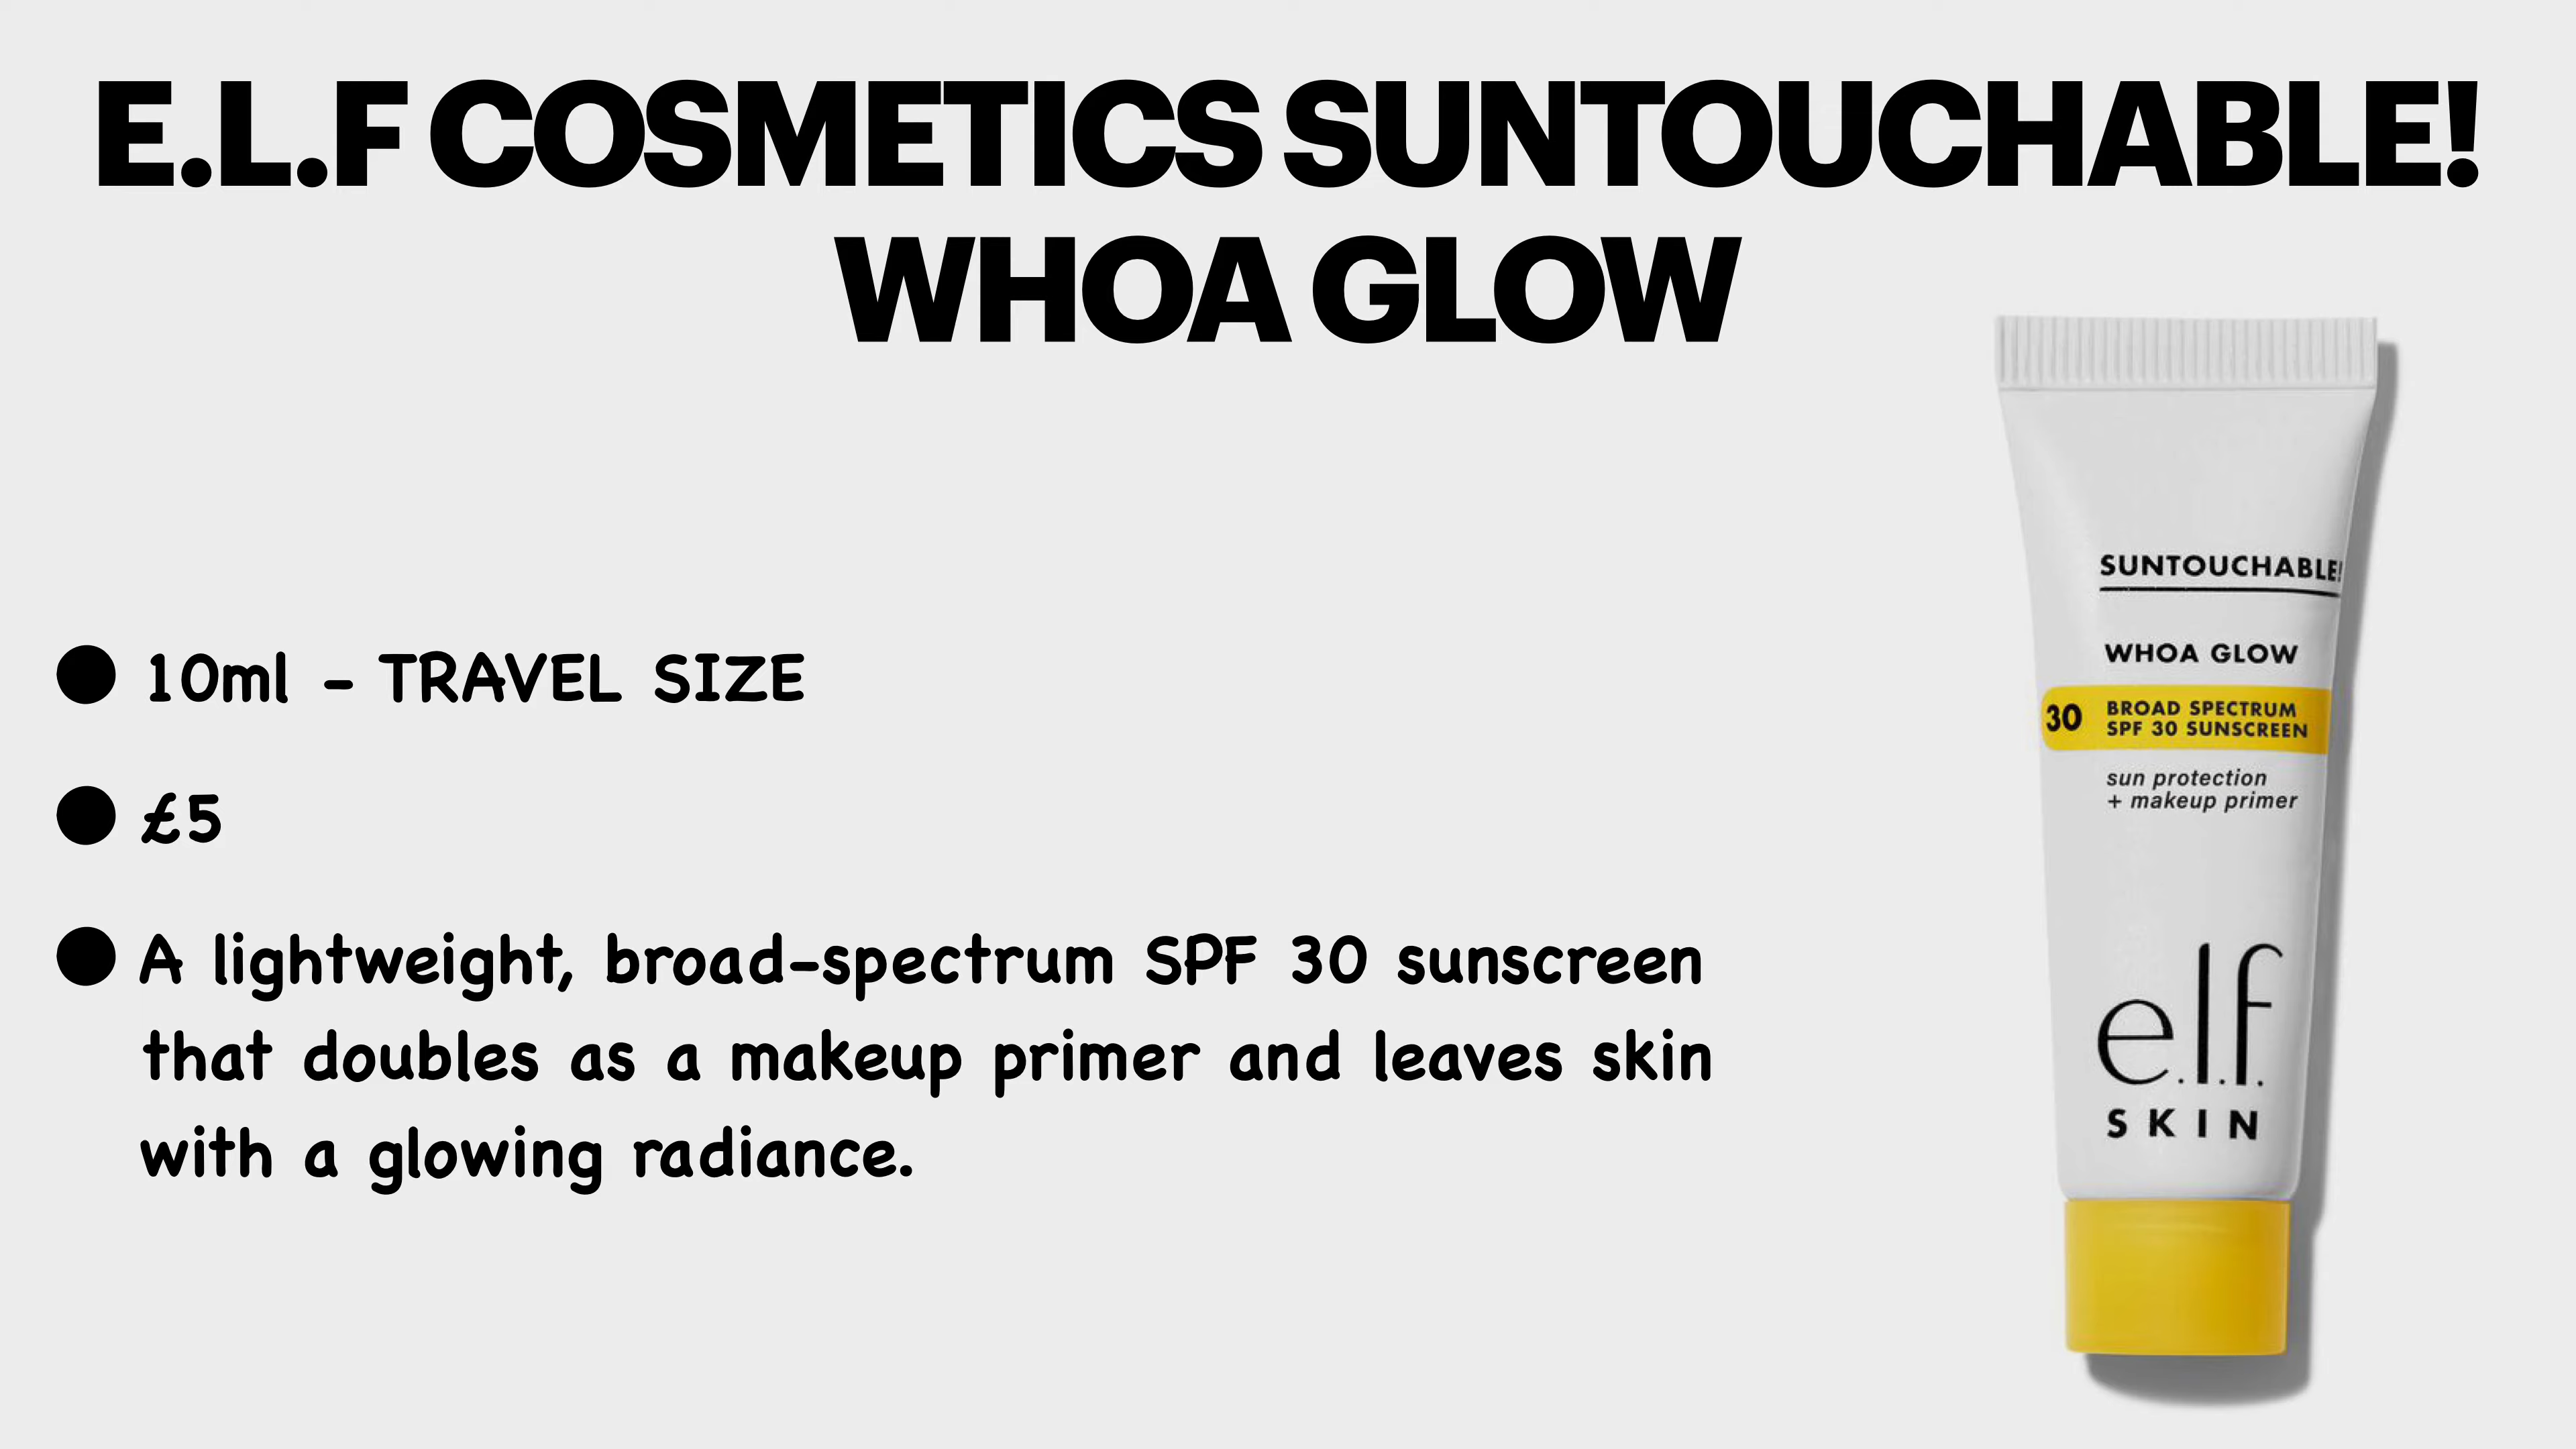 E.L.F COSMETICS SUNTOUCHABLE!
WHOA GLOW
● 10ml - TRAVEL SIZE
● £5
● A lightweight, broad-spectrum SPF 30 sunscreen
that doubles as a makeup primer and leaves skin
with a glowing radiance.
SUNTOUCHABLE!
WHOA GLOW
30 BROAD SPECTRUM
SPF 30 SUNSCREEN
sun protection
+ makeup primer
e.l.f.
SKIN